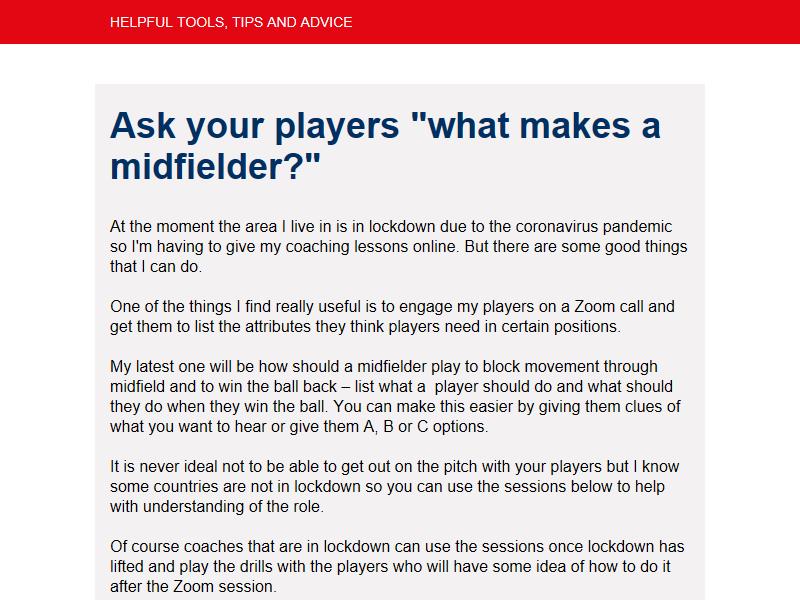 HELPFUL TOOLS, TIPS AND ADVICE
Ask your players "what makes a
midfielder?"
At the moment the area I live in is in lockdown due to the coronavirus pandemic
so I'm having to give my coaching lessons online. But there are some good things
that I can do.
One of the things I find really useful is to engage my players on a Zoom call and
get them to list the attributes they think players need in certain positions.
My latest one will be how should a midfielder play to block movement through
midfield and to win the ball back – list what a  player should do and what should
they do when they win the ball. You can make this easier by giving them clues of
what you want to hear or give them A, B or C options.
It is never ideal not to be able to get out on the pitch with your players but I know
some countries are not in lockdown so you can use the sessions below to help
with understanding of the role.
Of course coaches that are in lockdown can use the sessions once lockdown has
lifted and play the drills with the players who will have some idea of how to do it
after the Zoom session.